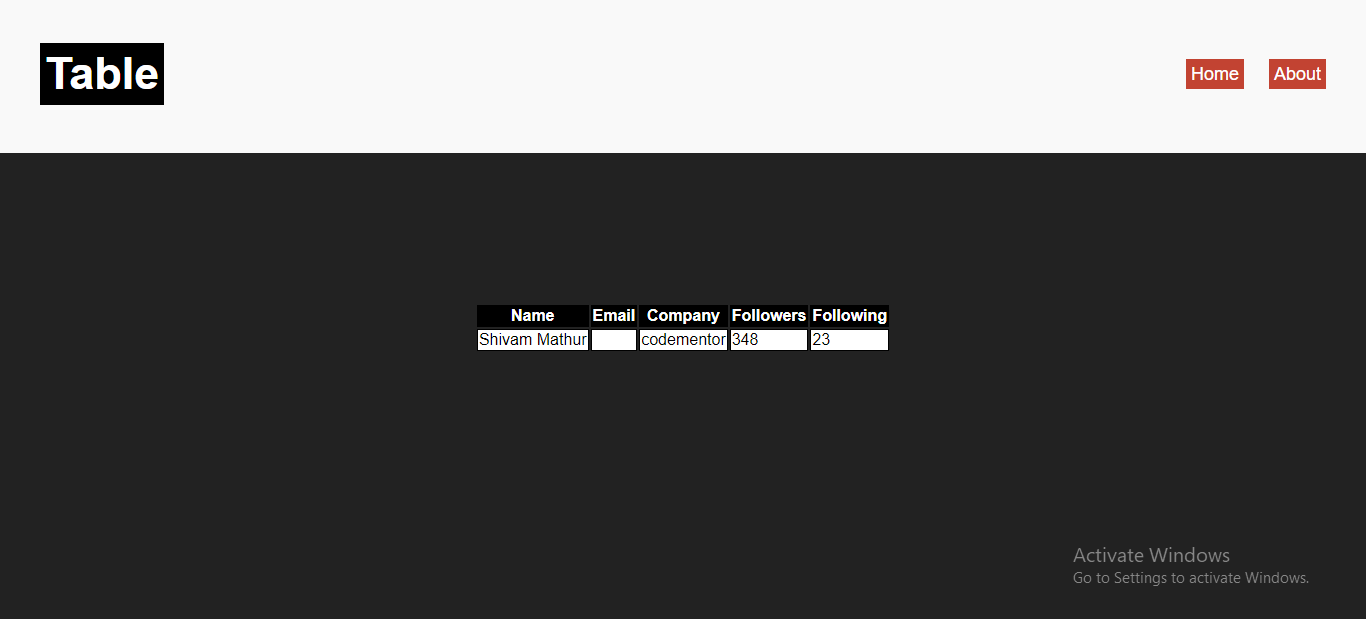 Table
Home About
Name Email Company Followers Following
Shivam Mathur codementor 348 23
Activate Windows
Go to Settings to activate Windows.